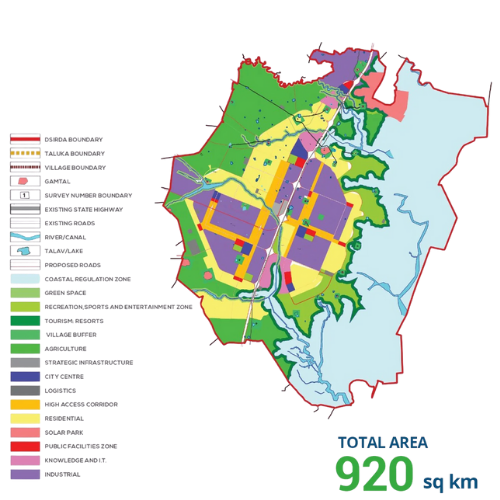 DSIRDA BOUNDARY
TALUKA BOUNDARY
VILLAGE BOUNDARY
GAMTAL
1 SURVEY NUMBER BOUNDARY
EXISTING STATE HIGHWAY
EXISTING ROADS
RIVER/CANAL
TALAV/LAKE
PROPOSED ROADS
COASTAL REGULATION ZONE
GREEN SPACE
RECREATION,SPORTS AND ENTERTAINMENT ZONE
TOURISM, RESORTS
VILLAGE BUFFER
AGRICULTURE
STRATEGIC INFRASTRUCTURE
CITY CENTRE
LOGISTICS
HIGH ACCESS CORRIDOR
RESIDENTIAL
SOLAR PARK
PUBLIC FACILITIES ZONE
KNOWLEDGE AND I.T.
INDUSTRIAL
TOTAL AREA
920 sq km